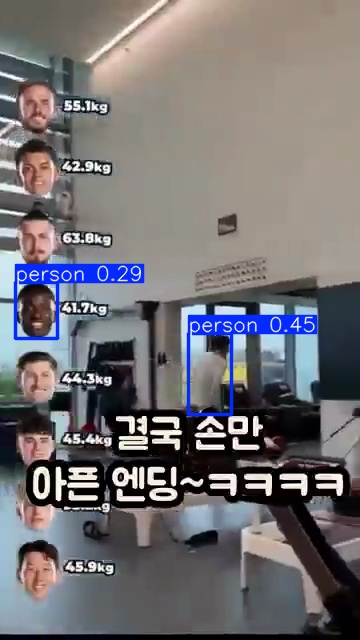 55.1kg
42.9kg
63.8kg
person 0.29
41.7kg
person 0.45
44.3kg
45.4kg
결국 손만
아픈 엔딩~ㅋㅋㅋㅋ
45.9kg